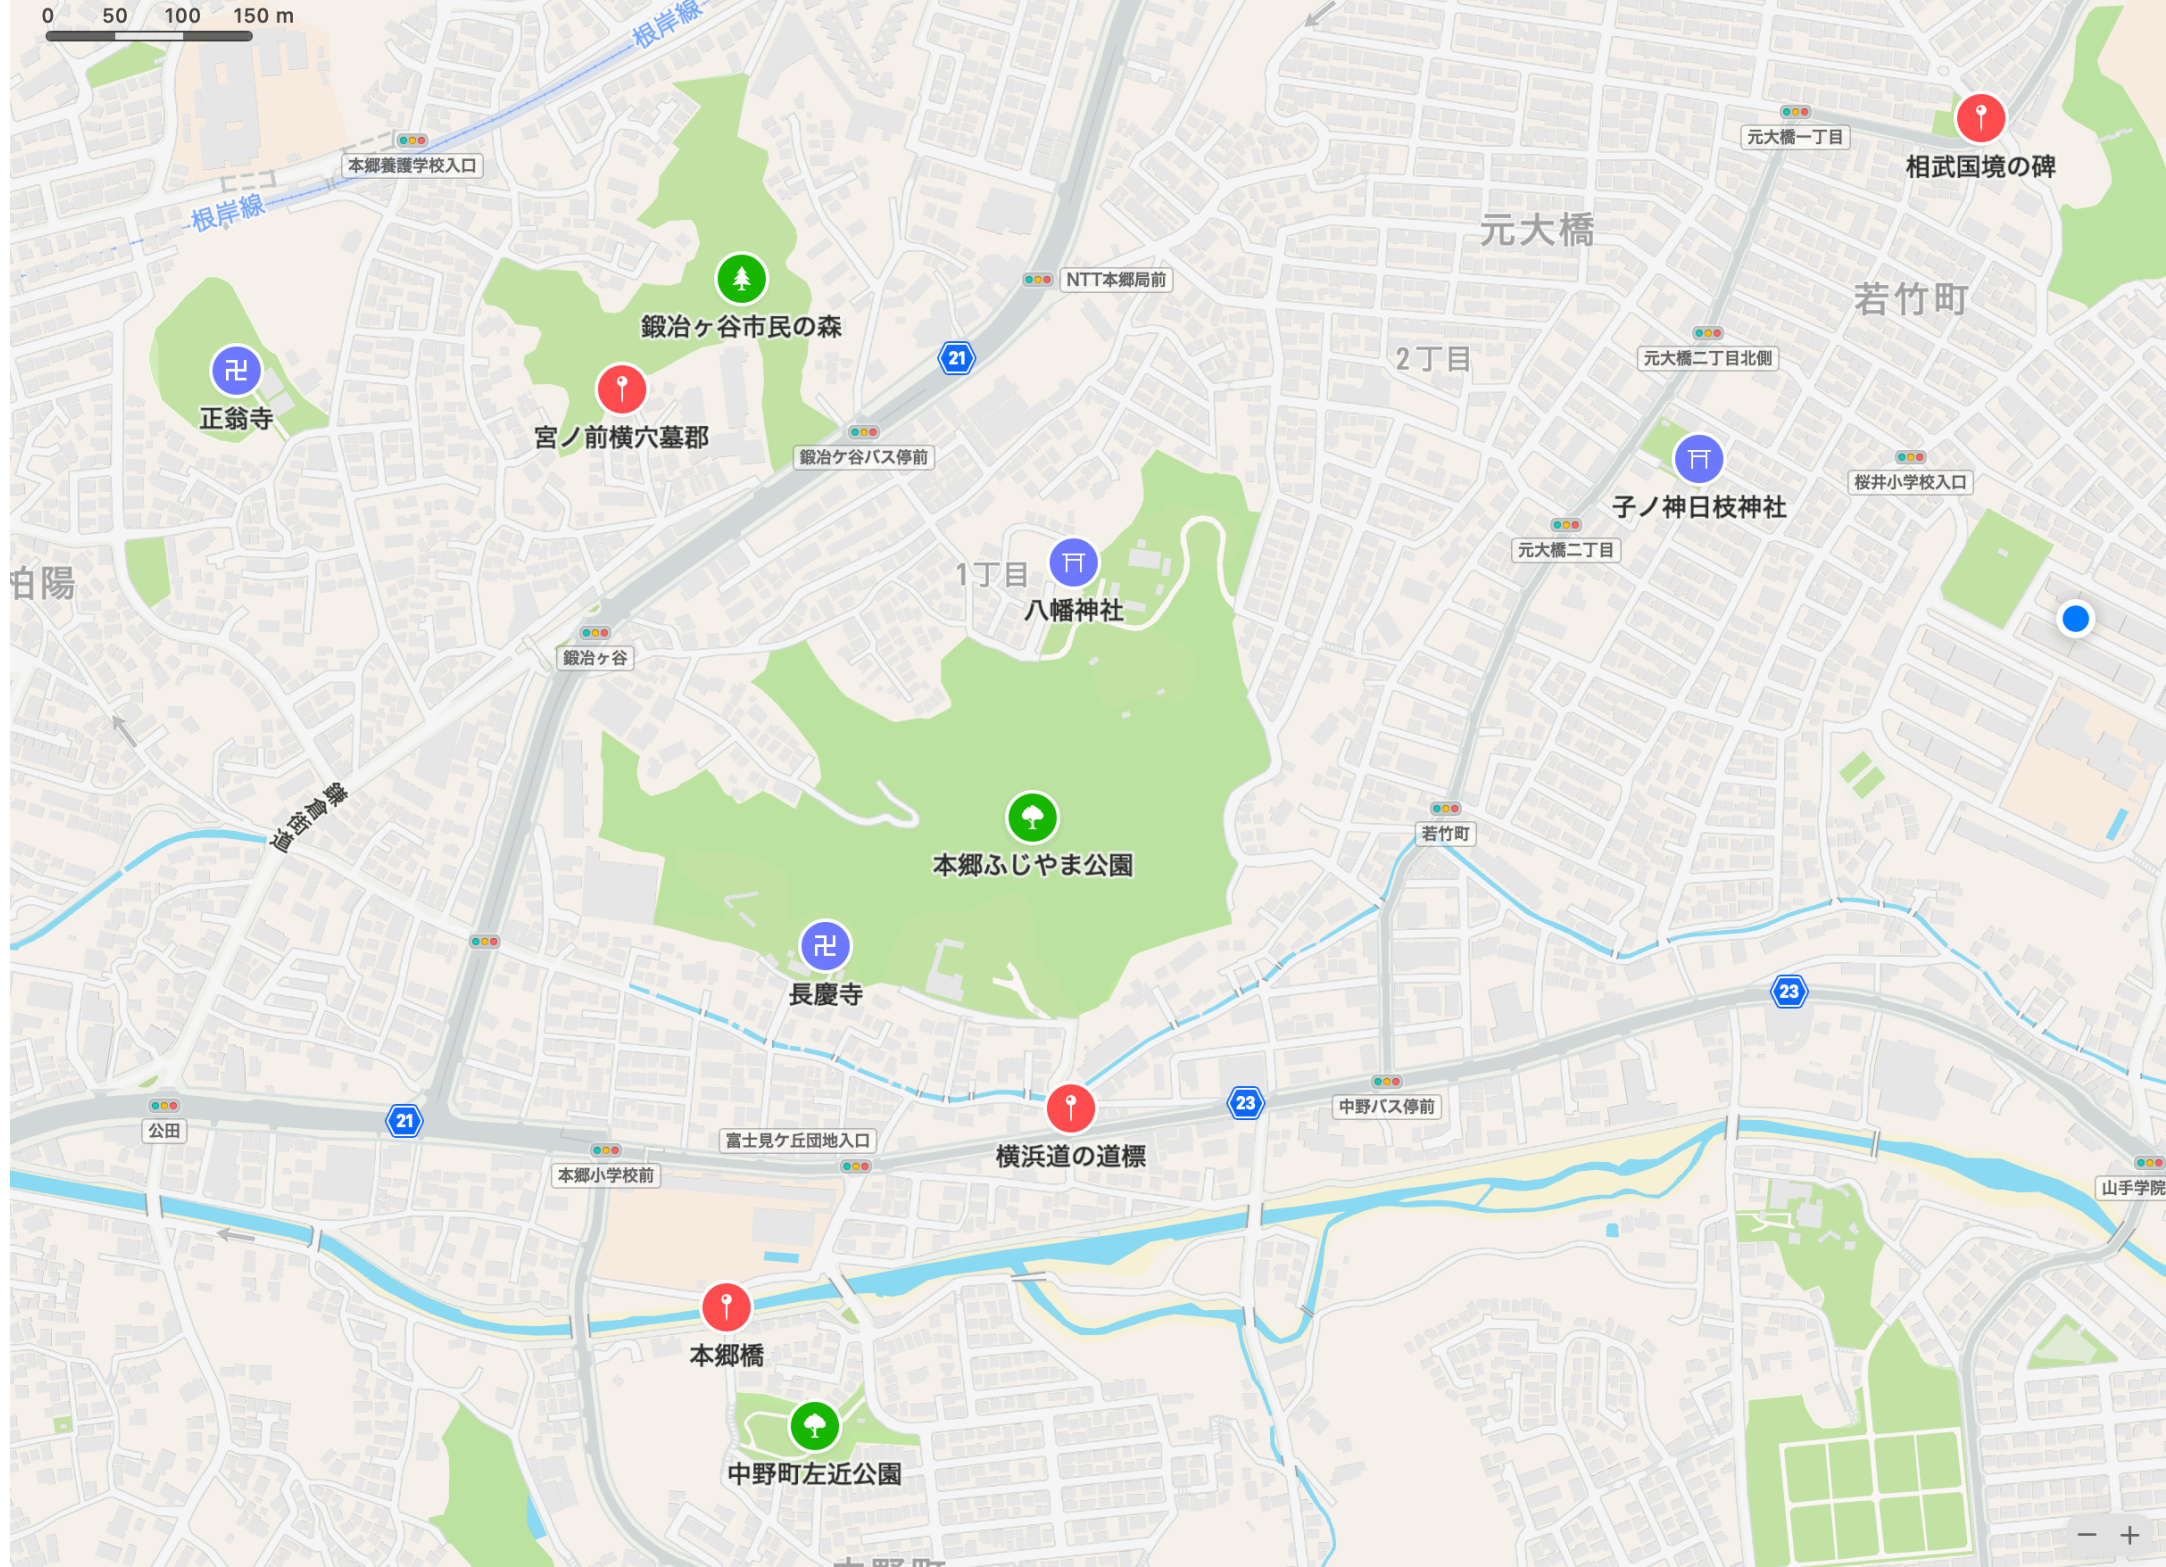 0 50 100 150 m
根岸線
本郷養護学校入口
元大橋一丁目
相武国境の碑
根岸線
元大橋
NTT本郷局前
若竹町
鍛冶ヶ谷市民の森
21
2丁目
元大橋二丁目北側
正翁寺
宮ノ前横穴墓郡
鍛冶ケ谷バス停前
桜井小学校入口
子ノ神日枝神社
元大橋二丁目
柏陽
1丁目
八幡神社
鍛冶ヶ谷
鎌倉街道
若竹町
本郷ふじやま公園
長慶寺
23
公田
21
23
中野バス停前
富士見ケ丘団地入口
横浜道の道標
本郷小学校前
山手学院
本郷橋
中野町左近公園
中野町
− +